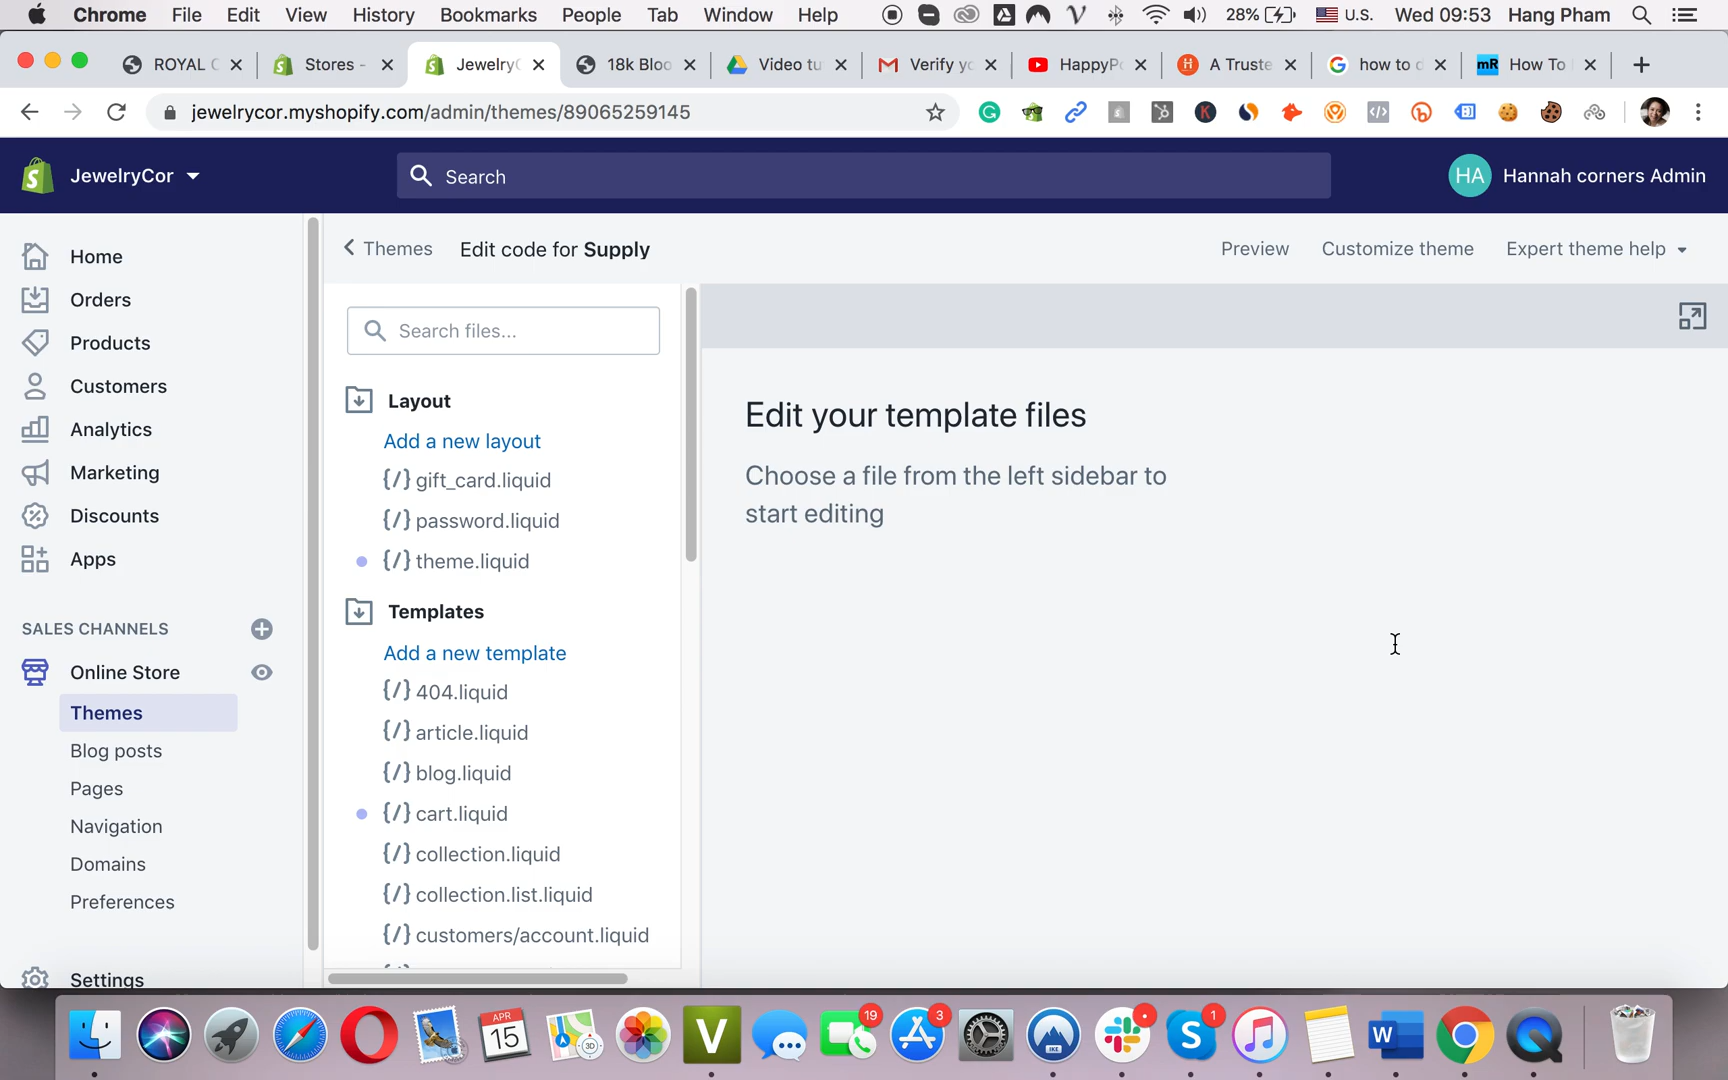 Chrome File Edit View History Bookmarks People Tab Window Help 28% U.S. Wed 09:53 Hang Pham
ROYAL Stores - Jewelry 18k Bloo Video tu Verify HappyP A Truste how to How To
jewelrycor.myshopify.com/admin/themes/89065259145
JewelryCor
Search
HA Hannah corners Admin
Home
Orders
Products
Customers
Analytics
Marketing
Discounts
Apps
SALES CHANNELS
Online Store
Themes
Blog posts
Pages
Navigation
Domains
Preferences
Settings
Themes Edit code for Supply
Preview Customize theme Expert theme help
Search files...
Layout
Add a new layout
{/} gift_card.liquid
{/} password.liquid
{/} theme.liquid
Templates
Add a new template
{/} 404.liquid
{/} article.liquid
{/} blog.liquid
{/} cart.liquid
{/} collection.liquid
{/} collection.list.liquid
{/} customers/account.liquid
Edit your template files
Choose a file from the left sidebar to
start editing
APR
15
3D
V
19
3
IKE
S
1
W